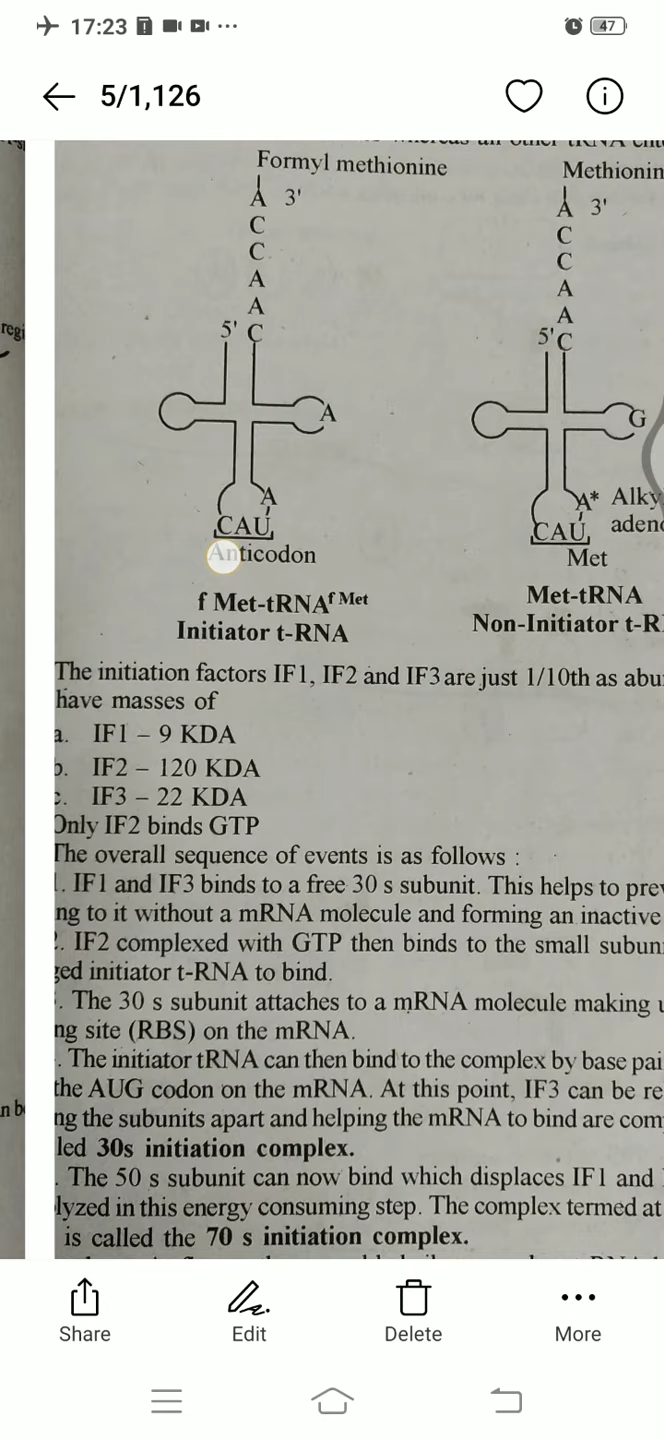 17:23
47
5/1,126
Formyl methionine
Methionin
A 3'
A 3'
C
C
C
C
A
A
A
A
5' C
5' C
A
G
A
A* Alky
CAU
CAU adeno
Anticodon
Met
f Met-tRNAf Met
Met-tRNA
Initiator t-RNA
Non-Initiator t-R
regi
The initiation factors IF1, IF2 and IF3 are just 1/10th as abu
have masses of
a. IF1 – 9 KDA
b. IF2 – 120 KDA
c. IF3 – 22 KDA
Only IF2 binds GTP
The overall sequence of events is as follows :
1. IF1 and IF3 binds to a free 30 s subunit. This helps to prev
ng to it without a mRNA molecule and forming an inactive
2. IF2 complexed with GTP then binds to the small subun
ged initiator t-RNA to bind.
. The 30 s subunit attaches to a mRNA molecule making u
ng site (RBS) on the mRNA.
. The initiator tRNA can then bind to the complex by base pai
the AUG codon on the mRNA. At this point, IF3 can be re
n b
ng the subunits apart and helping the mRNA to bind are com
led 30s initiation complex.
. The 50 s subunit can now bind which displaces IF1 and
lyzed in this energy consuming step. The complex termed at
is called the 70 s initiation complex.
Share
Edit
Delete
More